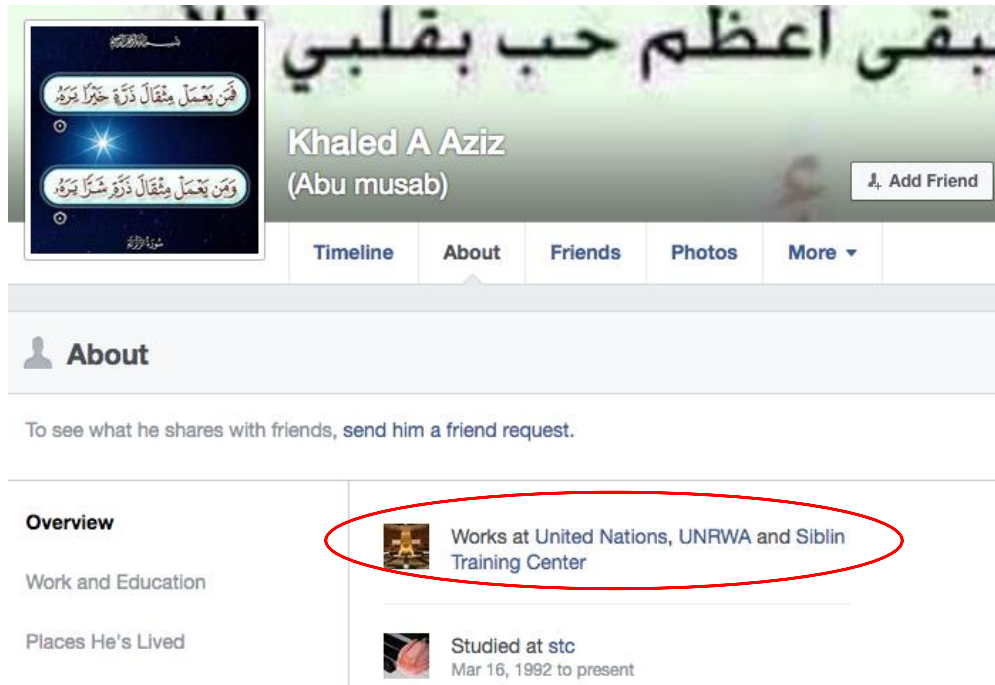 يبقى أعظم حب بقلبي
فَمَن يَعْمَلْ مِثْقَالَ ذَرَّةٍ خَيْرًا يَرَهُ
وَمَن يَعْمَلْ مِثْقَالَ ذَرَّةٍ شَرًّا يَرَهُ
Khaled A Aziz
(Abu musab)
Add Friend
Timeline About Friends Photos More
About
To see what he shares with friends, send him a friend request.
Overview
Work and Education
Places He's Lived
Works at United Nations, UNRWA and Siblin
Training Center
Studied at stc
Mar 16, 1992 to present